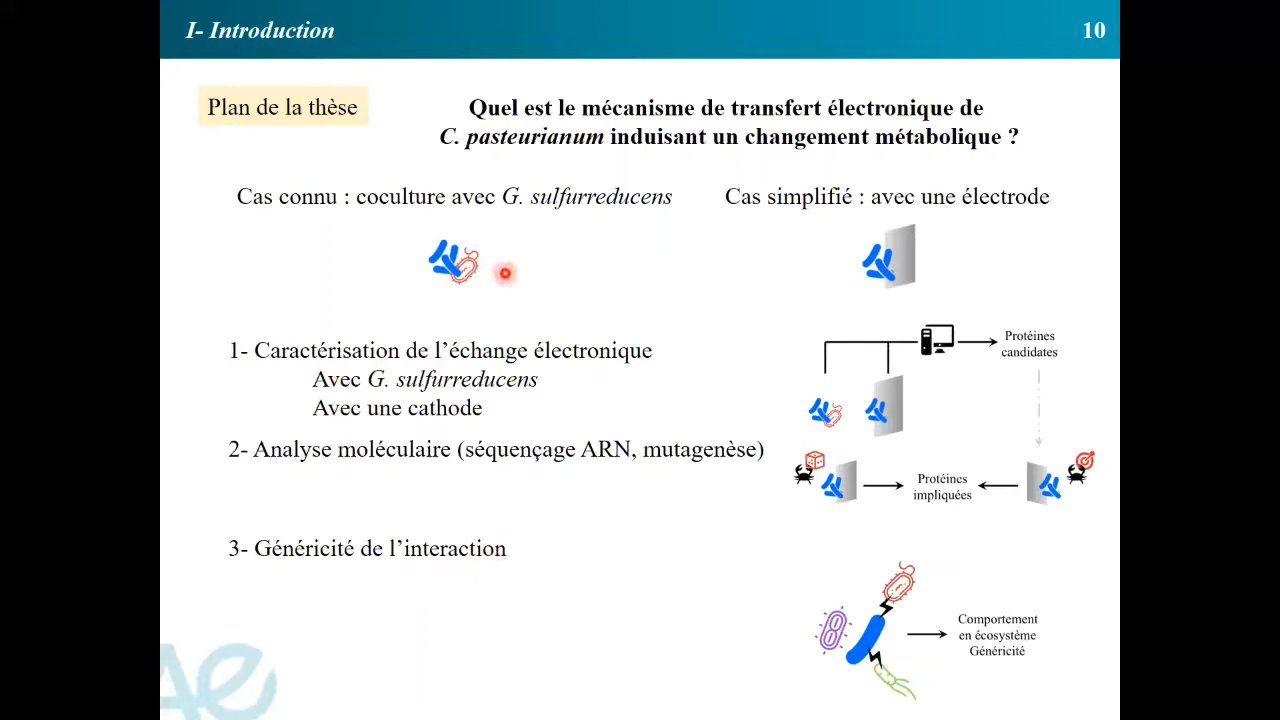 I- Introduction
10
Plan de la thèse
Quel est le mécanisme de transfert électronique de
C. pasteurianum induisant un changement métabolique ?
Cas connu : coculture avec G. sulfurreducens
Cas simplifié : avec une électrode
1- Caractérisation de l’échange électronique
Avec G. sulfurreducens
Avec une cathode
2- Analyse moléculaire (séquençage ARN, mutagenèse)
3- Généricité de l’interaction
Protéines
candidates
Protéines
impliquées
Comportement
en écosystème
Généricité